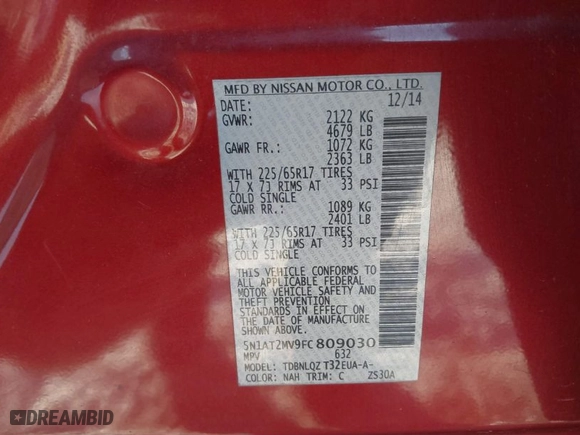 MFD BY NISSAN MOTOR CO., LTD.
DATE: 12/14
GVWR: 2122 KG
4679 LB
GAWR FR.: 1072 KG
2363 LB
WITH 225/65R17 TIRES
17 X 7J RIMS AT 33 PSI
COLD SINGLE
GAWR RR.: 1089 KG
2401 LB
WITH 225/65R17 TIRES
17 X 7J RIMS AT 33 PSI
COLD SINGLE
THIS VEHICLE CONFORMS TO
ALL APPLICABLE FEDERAL
MOTOR VEHICLE SAFETY AND
THEFT PREVENTION
STANDARDS IN EFFECT ON
THE DATE OF MANUFACTURE
SHOWN ABOVE.
5N1AT2MV9FC809030
MPV 632
MODEL: TDBNLQZ T32EUA-A-
COLOR: NAH TRIM: C ZS30A
DREAMBID